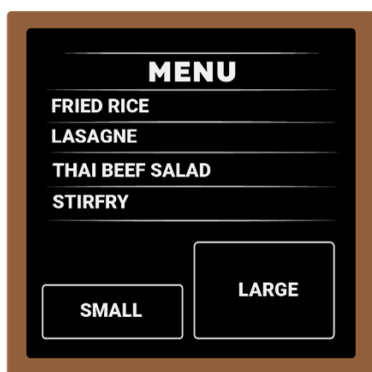 MENU
FRIED RICE
LASAGNE
THAI BEEF SALAD
STIRFRY
SMALL
LARGE